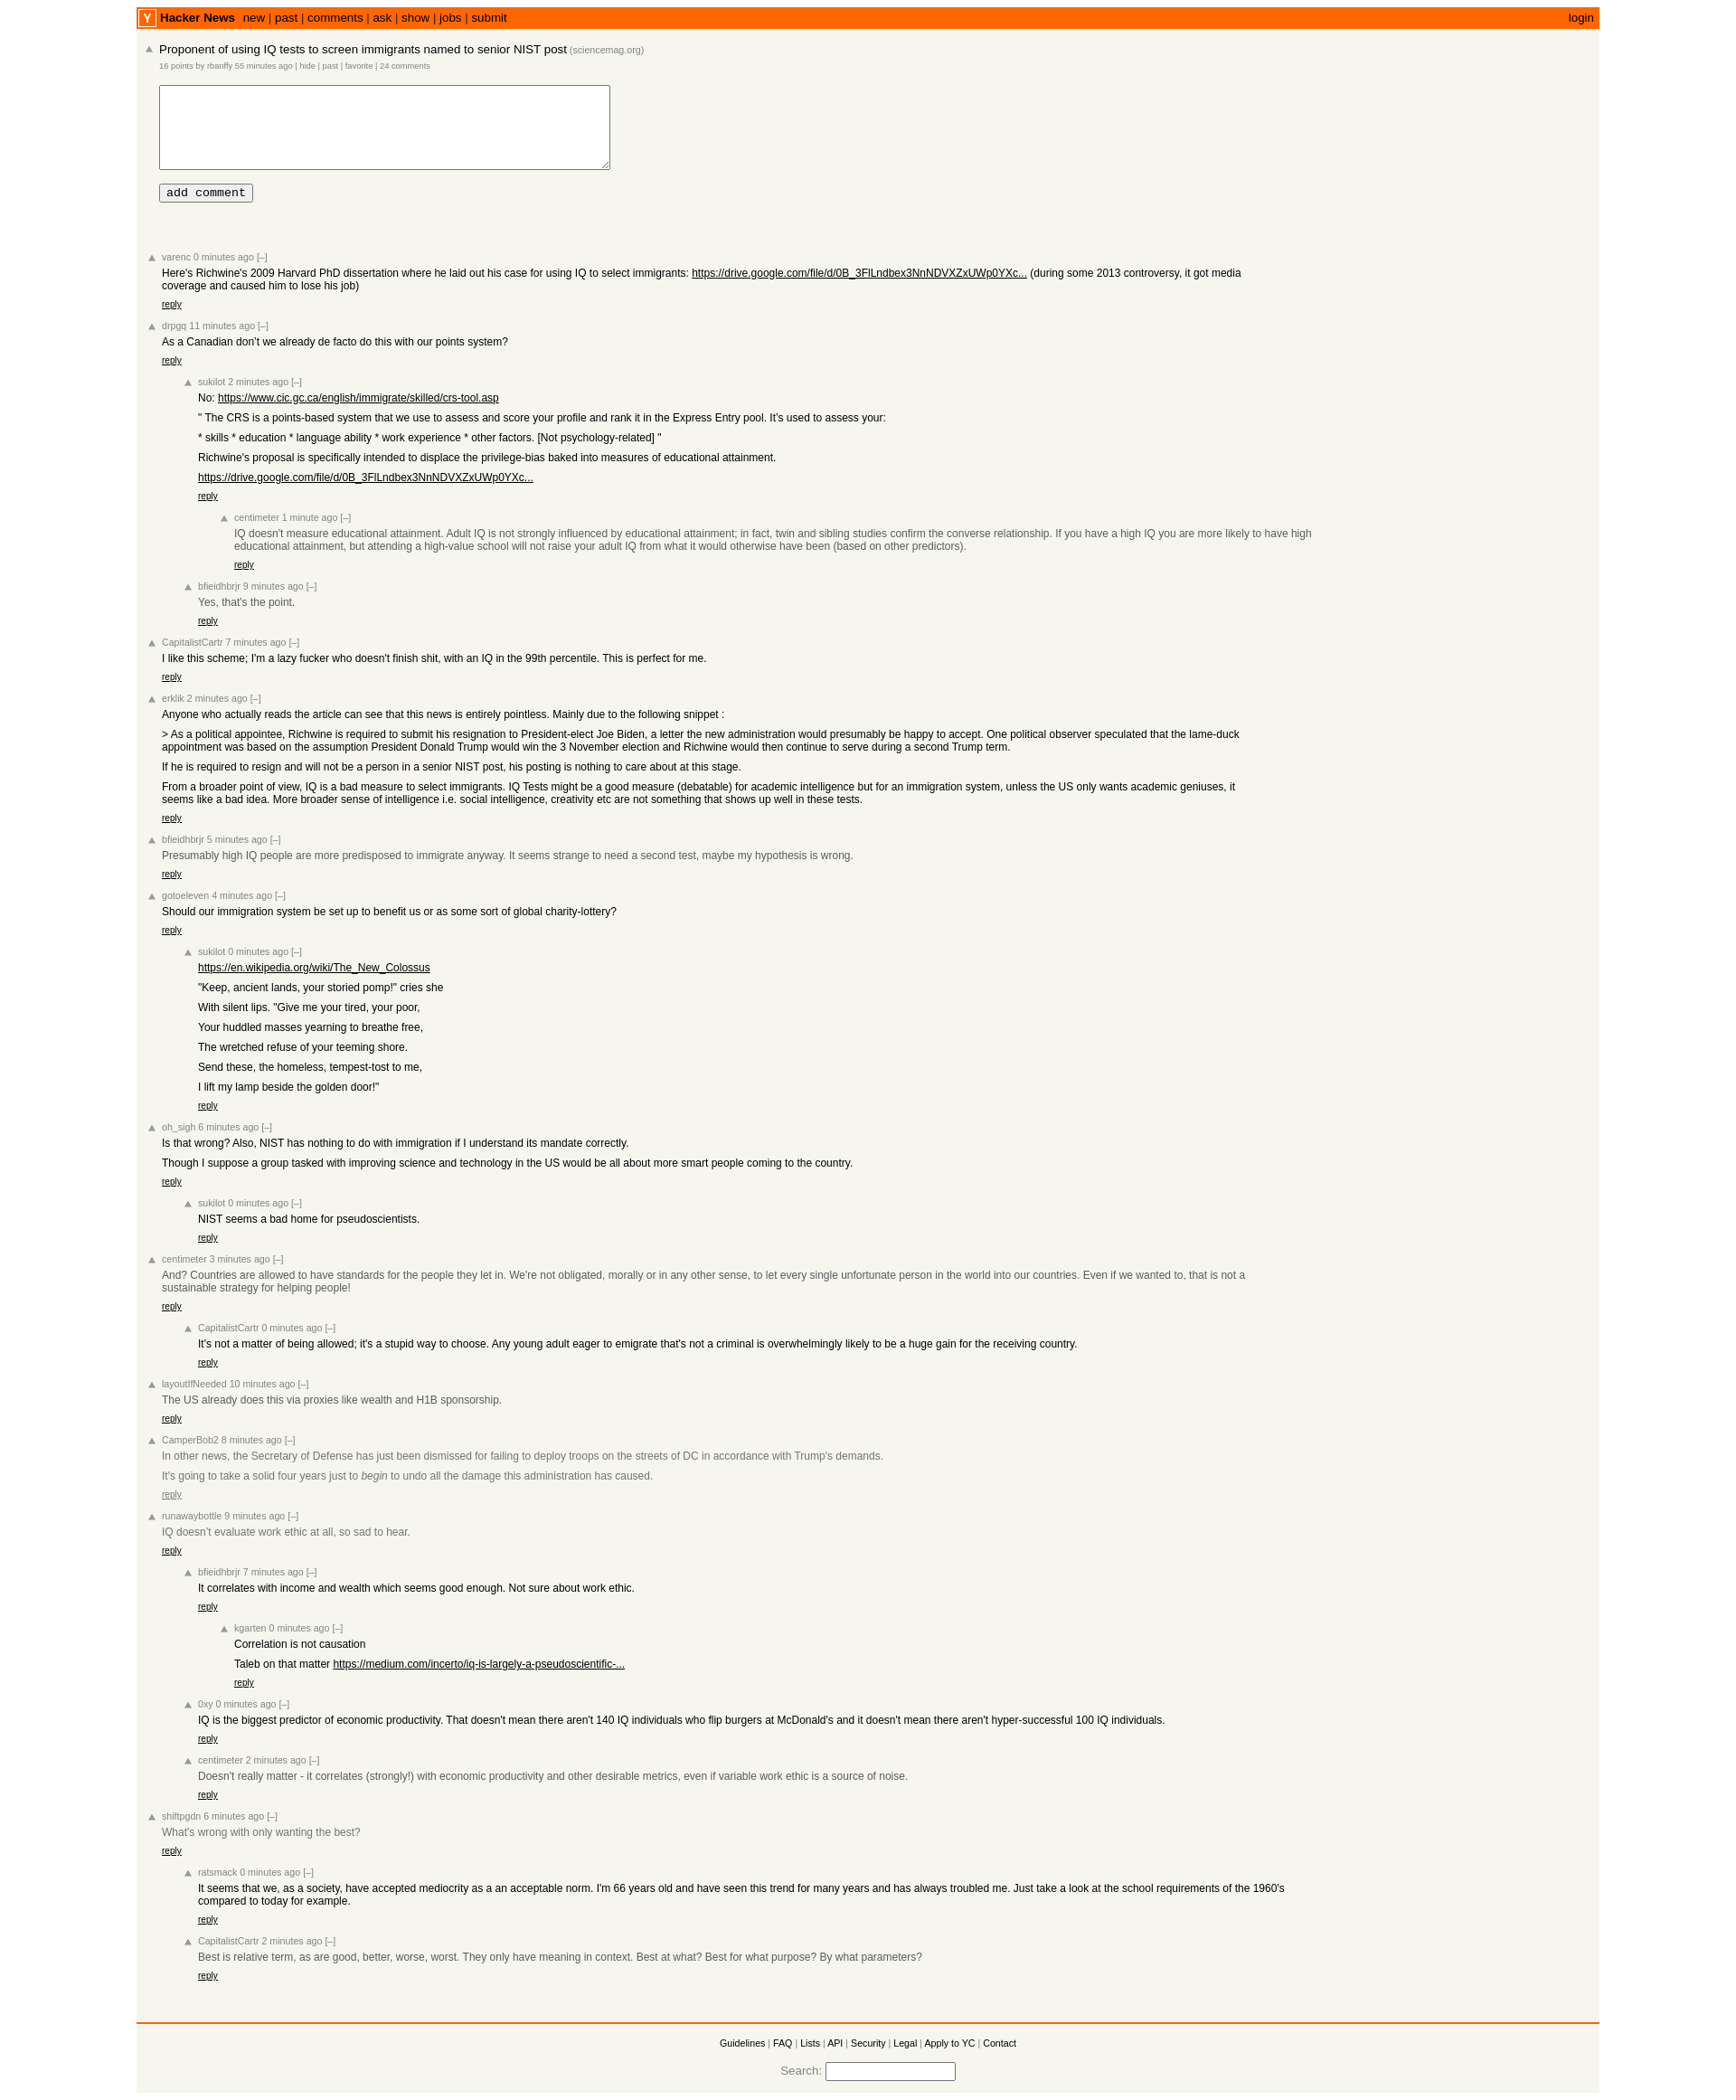 Y Hacker News new | past | comments | ask | show | jobs | submit login
Proponent of using IQ tests to screen immigrants named to senior NIST post (sciencemag.org)
16 points by rbanffy 55 minutes ago | hide | past | favorite | 24 comments
add comment
varenc 0 minutes ago [–]
Here's Richwine's 2009 Harvard PhD dissertation where he laid out his case for using IQ to select immigrants: https://drive.google.com/file/d/0B_3FlLndbex3NnNDVXZxUWp0YXc... (during some 2013 controversy, it got media
coverage and caused him to lose his job)
reply
drpgq 11 minutes ago [–]
As a Canadian don't we already de facto do this with our points system?
reply
sukilot 2 minutes ago [–]
No: https://www.cic.gc.ca/english/immigrate/skilled/crs-tool.asp
" The CRS is a points-based system that we use to assess and score your profile and rank it in the Express Entry pool. It's used to assess your:
* skills * education * language ability * work experience * other factors. [Not psychology-related] "
Richwine's proposal is specifically intended to displace the privilege-bias baked into measures of educational attainment.
https://drive.google.com/file/d/0B_3FlLndbex3NnNDVXZxUWp0YXc...
reply
centimeter 1 minute ago [–]
IQ doesn't measure educational attainment. Adult IQ is not strongly influenced by educational attainment; in fact, twin and sibling studies confirm the converse relationship. If you have a high IQ you are more likely to have high
educational attainment, but attending a high-value school will not raise your adult IQ from what it would otherwise have been (based on other predictors).
reply
bfieidhbrjr 9 minutes ago [–]
Yes, that's the point.
reply
CapitalistCartr 7 minutes ago [–]
I like this scheme; I'm a lazy fucker who doesn't finish shit, with an IQ in the 99th percentile. This is perfect for me.
reply
erklik 2 minutes ago [–]
Anyone who actually reads the article can see that this news is entirely pointless. Mainly due to the following snippet :
> As a political appointee, Richwine is required to submit his resignation to President-elect Joe Biden, a letter the new administration would presumably be happy to accept. One political observer speculated that the lame-duck
appointment was based on the assumption President Donald Trump would win the 3 November election and Richwine would then continue to serve during a second Trump term.
If he is required to resign and will not be a person in a senior NIST post, his posting is nothing to care about at this stage.
From a broader point of view, IQ is a bad measure to select immigrants. IQ Tests might be a good measure (debatable) for academic intelligence but for an immigration system, unless the US only wants academic geniuses, it
seems like a bad idea. More broader sense of intelligence i.e. social intelligence, creativity etc are not something that shows up well in these tests.
reply
bfieidhbrjr 5 minutes ago [–]
Presumably high IQ people are more predisposed to immigrate anyway. It seems strange to need a second test, maybe my hypothesis is wrong.
reply
gotoeleven 4 minutes ago [–]
Should our immigration system be set up to benefit us or as some sort of global charity-lottery?
reply
sukilot 0 minutes ago [–]
https://en.wikipedia.org/wiki/The_New_Colossus
"Keep, ancient lands, your storied pomp!" cries she
With silent lips. "Give me your tired, your poor,
Your huddled masses yearning to breathe free,
The wretched refuse of your teeming shore.
Send these, the homeless, tempest-tost to me,
I lift my lamp beside the golden door!"
reply
oh_sigh 6 minutes ago [–]
Is that wrong? Also, NIST has nothing to do with immigration if I understand its mandate correctly.
Though I suppose a group tasked with improving science and technology in the US would be all about more smart people coming to the country.
reply
sukilot 0 minutes ago [–]
NIST seems a bad home for pseudoscientists.
reply
centimeter 3 minutes ago [–]
And? Countries are allowed to have standards for the people they let in. We're not obligated, morally or in any other sense, to let every single unfortunate person in the world into our countries. Even if we wanted to, that is not a
sustainable strategy for helping people!
reply
CapitalistCartr 0 minutes ago [–]
It's not a matter of being allowed; it's a stupid way to choose. Any young adult eager to emigrate that's not a criminal is overwhelmingly likely to be a huge gain for the receiving country.
reply
layoutIfNeeded 10 minutes ago [–]
The US already does this via proxies like wealth and H1B sponsorship.
reply
CamperBob2 8 minutes ago [–]
In other news, the Secretary of Defense has just been dismissed for failing to deploy troops on the streets of DC in accordance with Trump's demands.
It's going to take a solid four years just to begin to undo all the damage this administration has caused.
reply
runawaybottle 9 minutes ago [–]
IQ doesn't evaluate work ethic at all, so sad to hear.
reply
bfieidhbrjr 7 minutes ago [–]
It correlates with income and wealth which seems good enough. Not sure about work ethic.
reply
kgarten 0 minutes ago [–]
Correlation is not causation
Taleb on that matter https://medium.com/incerto/iq-is-largely-a-pseudoscientific-...
reply
0xy 0 minutes ago [–]
IQ is the biggest predictor of economic productivity. That doesn't mean there aren't 140 IQ individuals who flip burgers at McDonald's and it doesn't mean there aren't hyper-successful 100 IQ individuals.
reply
centimeter 2 minutes ago [–]
Doesn't really matter - it correlates (strongly!) with economic productivity and other desirable metrics, even if variable work ethic is a source of noise.
reply
shiftpgdn 6 minutes ago [–]
What's wrong with only wanting the best?
reply
ratsmack 0 minutes ago [–]
It seems that we, as a society, have accepted mediocrity as a an acceptable norm. I'm 66 years old and have seen this trend for many years and has always troubled me. Just take a look at the school requirements of the 1960's
compared to today for example.
reply
CapitalistCartr 2 minutes ago [–]
Best is relative term, as are good, better, worse, worst. They only have meaning in context. Best at what? Best for what purpose? By what parameters?
reply
Guidelines | FAQ | Lists | API | Security | Legal | Apply to YC | Contact
Search: